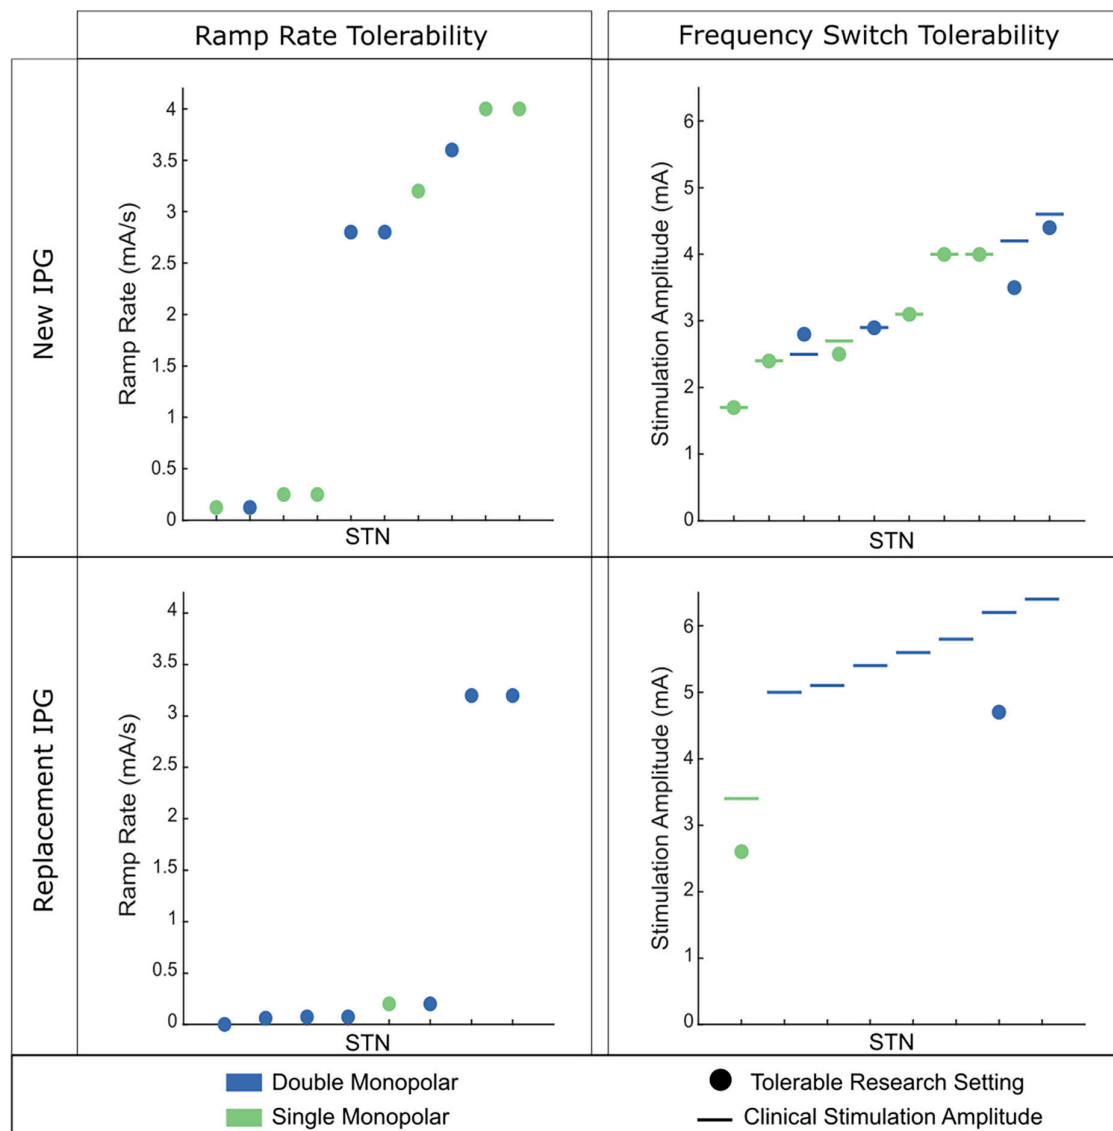 Ramp Rate Tolerability
Frequency Switch Tolerability
New IPG
Ramp Rate (mA/s)
4
3.5
3
2.5
2
1.5
1
0.5
0
STN
Stimulation Amplitude (mA)
6
5
4
3
2
1
0
STN
Replacement IPG
Ramp Rate (mA/s)
4
3.5
3
2.5
2
1.5
1
0.5
0
STN
Stimulation Amplitude (mA)
6
5
4
3
2
1
0
STN
Double Monopolar
Single Monopolar
Tolerable Research Setting
Clinical Stimulation Amplitude